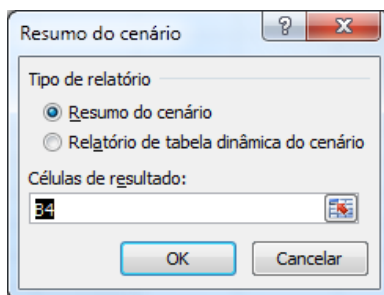 Resumo do cenário
Tipo de relatório
Resumo do cenário
Relatório de tabela dinâmica do cenário
Células de resultado:
B4
OK
Cancelar